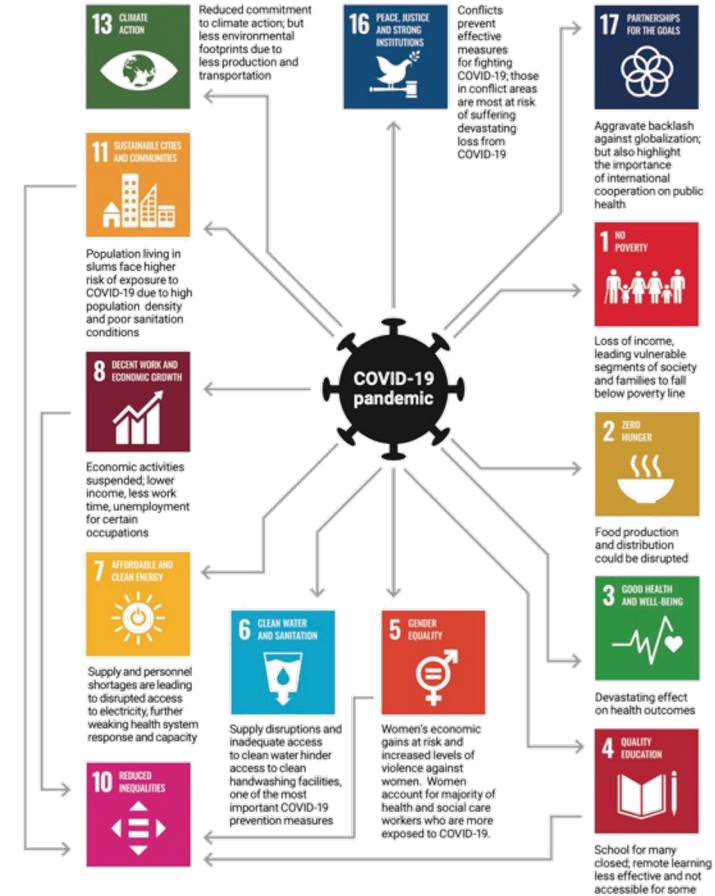 13 CLIMATE
ACTION
Reduced commitment
to climate action; but
less environmental
footprints due to
less production and
transportation
16 PEACE, JUSTICE
AND STRONG
INSTITUTIONS
Conflicts
prevent
effective
measures
for fighting
COVID-19; those
in conflict areas
are most at risk
of suffering
devastating
loss from
COVID-19
17 PARTNERSHIPS
FOR THE GOALS
Aggravate backlash
against globalization;
but also highlight
the importance
of international
cooperation on public
health
11 SUSTAINABLE CITIES
AND COMMUNITIES
Population living in
slums face higher
risk of exposure to
COVID-19 due to high
population density
and poor sanitation
conditions
1 NO
POVERTY
Loss of income,
leading vulnerable
segments of society
and families to fall
below poverty line
COVID-19
pandemic
8 DECENT WORK AND
ECONOMIC GROWTH
Economic activities
suspended; lower
income, less work
time, unemployment
for certain
occupations
2 ZERO
HUNGER
Food production
and distribution
could be disrupted
7 AFFORDABLE AND
CLEAN ENERGY
Supply and personnel
shortages are leading
to disrupted access
to electricity, further
weaking health system
response and capacity
3 GOOD HEALTH
AND WELL-BEING
Devastating effect
on health outcomes
6 CLEAN WATER
AND SANITATION
Supply disruptions and
inadequate access
to clean water hinder
access to clean
handwashing facilities,
one of the most
important COVID-19
prevention measures
5 GENDER
EQUALITY
Women's economic
gains at risk and
increased levels of
violence against
women. Women
account for majority of
health and social care
workers who are more
exposed to COVID-19.
4 QUALITY
EDUCATION
School for many
closed; remote learning
less effective and not
accessible for some
10 REDUCED
INEQUALITIES